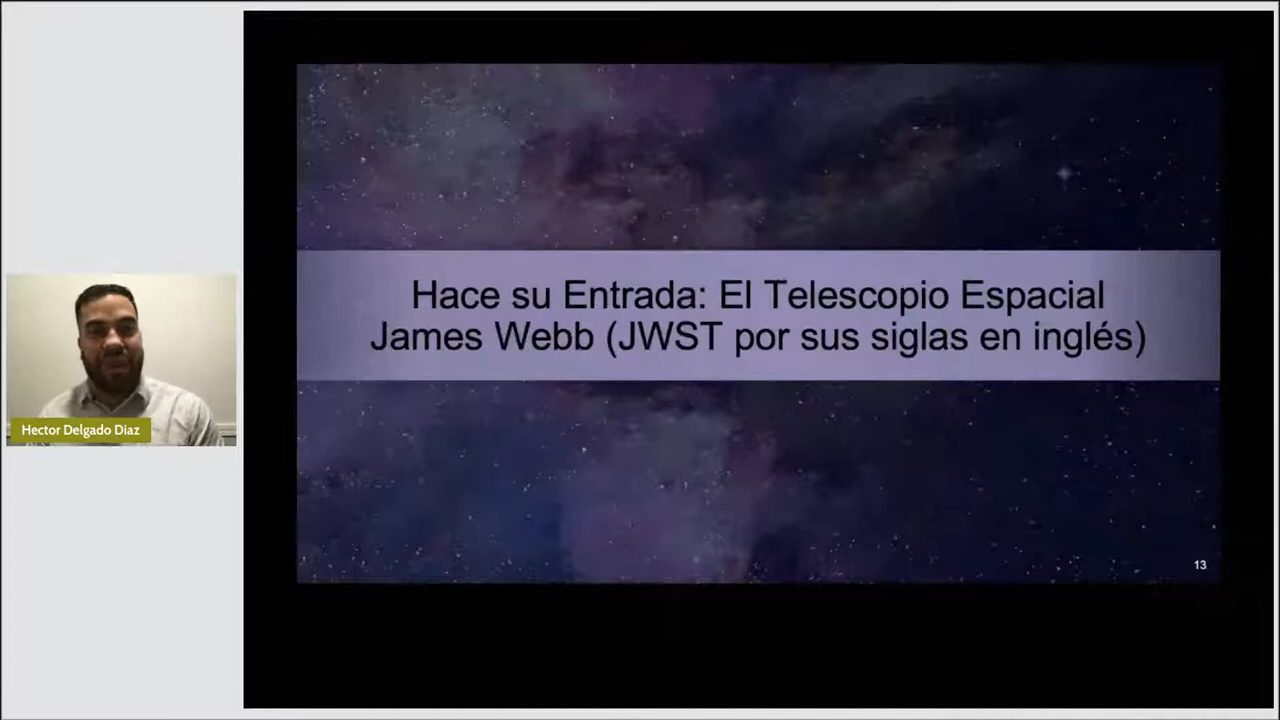 Hace su Entrada: El Telescopio Espacial
James Webb (JWST por sus siglas en inglés)
Hector Delgado Diaz
13